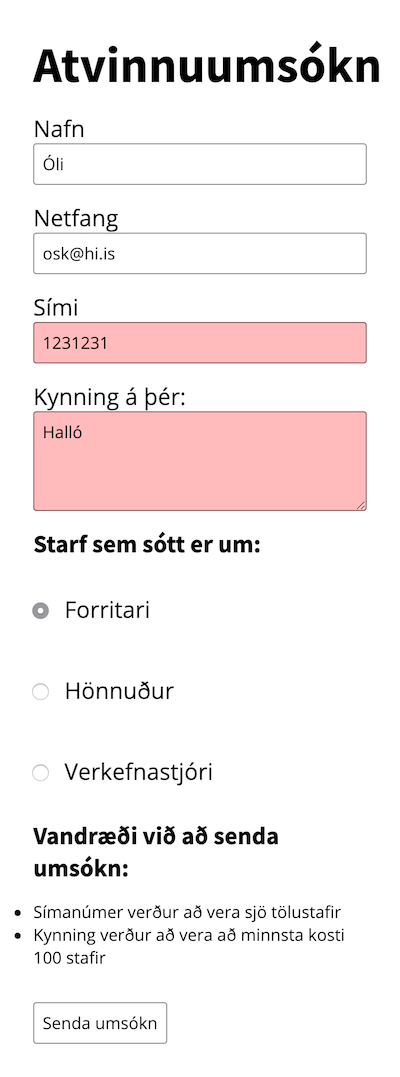 Atvinnuumsókn
Nafn
Óli
Netfang
osk@hi.is
Sími
1231231
Kynning á þér:
Halló
Starf sem sótt er um:
Forritari
Hönnuður
Verkefnastjóri
Vandræði við að senda
umsókn:
Símanúmer verður að vera sjö tölustafir
Kynning verður að vera að minnsta kosti
100 stafir
Senda umsókn